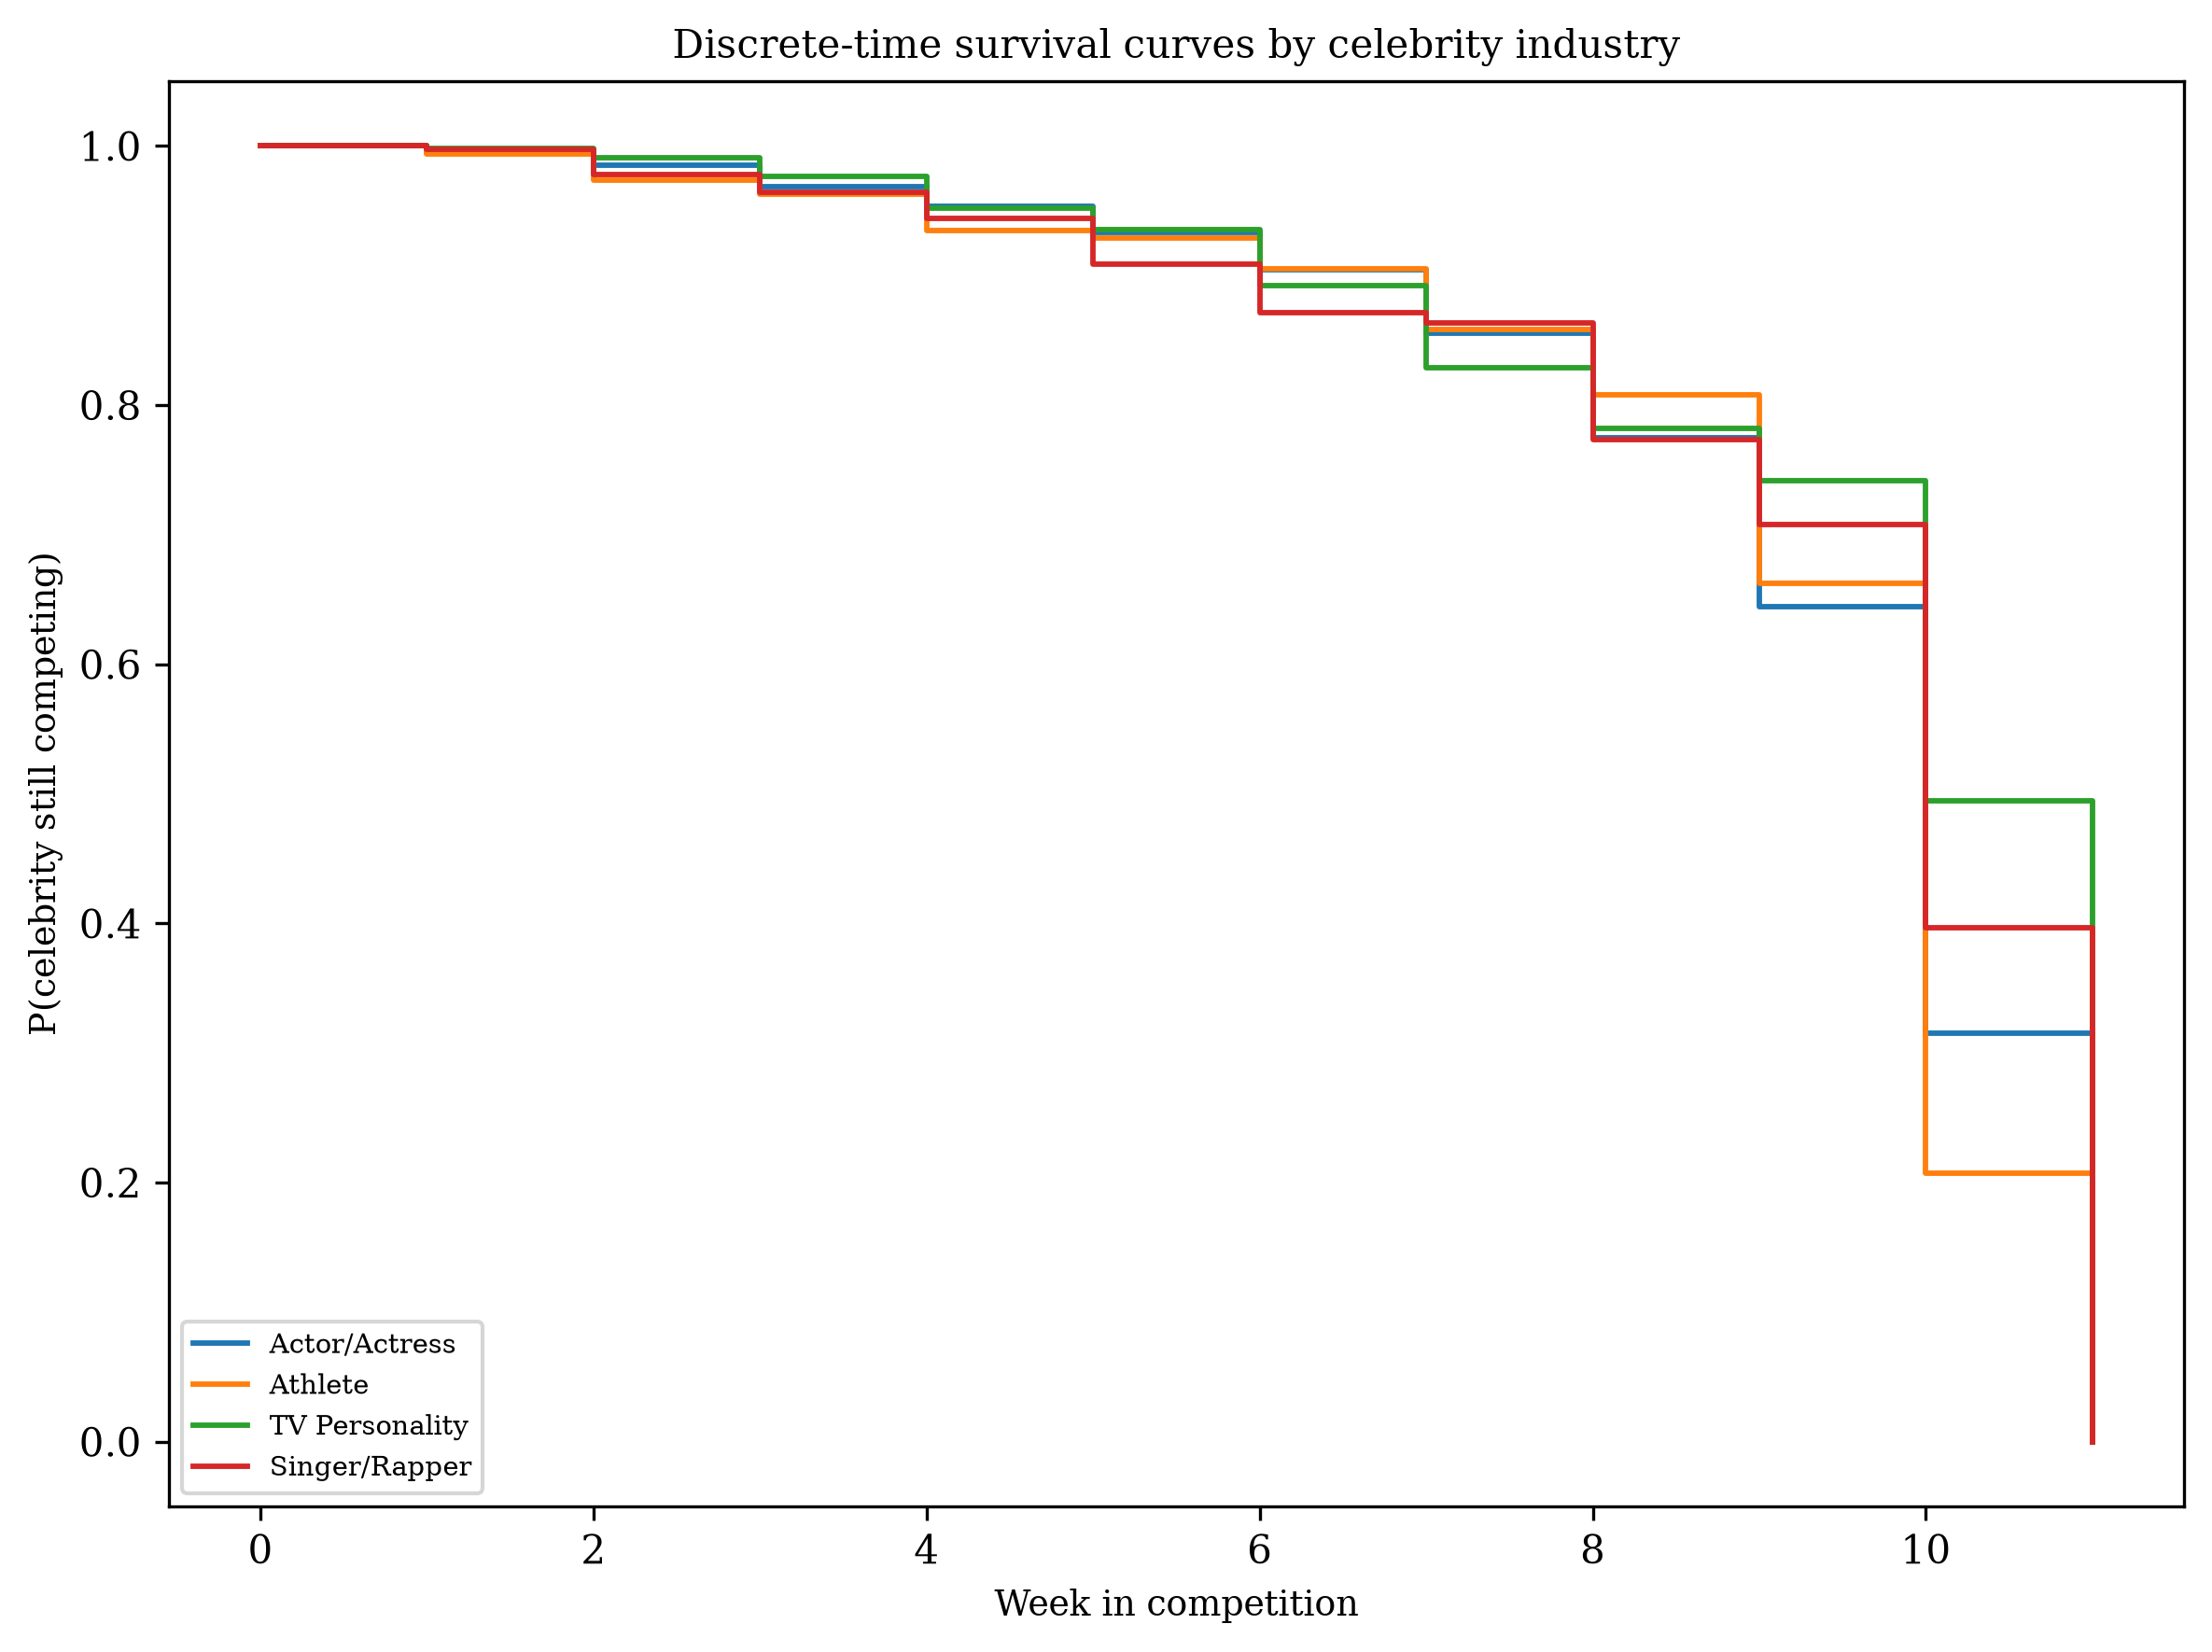 Discrete-time survival curves by celebrity industry
P(celebrity still competing)
1.0
0.8
0.6
0.4
0.2
0.0
Actor/Actress
Athlete
TV Personality
Singer/Rapper
0 2 4 6 8 10
Week in competition